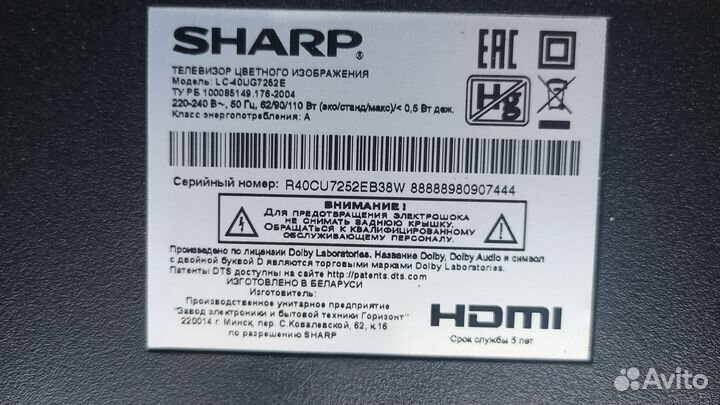 SHARP®
EAC
ТЕЛЕВИЗОР ЦВЕТНОГО ИЗОБРАЖЕНИЯ
Модель: LC-40UG7252E
ТУ РБ 100085149.176-2004
220-240 В~, 50 Гц, 62/90/110 Вт (эко/станд/макс)/< 0,5 Вт деж.
Класс энергопотребления: А
Hg
Серийный номер: R40CU7252EB38W 88888980907444
ВНИМАНИЕ!
Для предотвращения электрошока
не снимать заднюю крышку.
Обращаться к квалифицированному
обслуживающему персоналу.
Произведено по лицензии Dolby Laboratories. Название Dolby, Dolby Audio и символ
с двойной буквой D являются торговыми марками Dolby Laboratories.
Патенты DTS доступны на сайте http://patents.dts.com
ИЗГОТОВЛЕНО В БЕЛАРУСИ
Изготовитель:
Производственное унитарное предприятие
"Завод электроники и бытовой техники Горизонт"
220014 г. Минск, пер. С.Ковалевской, 62, к.16
по разрешению SHARP
HDMI
Срок службы 5 лет
Avito